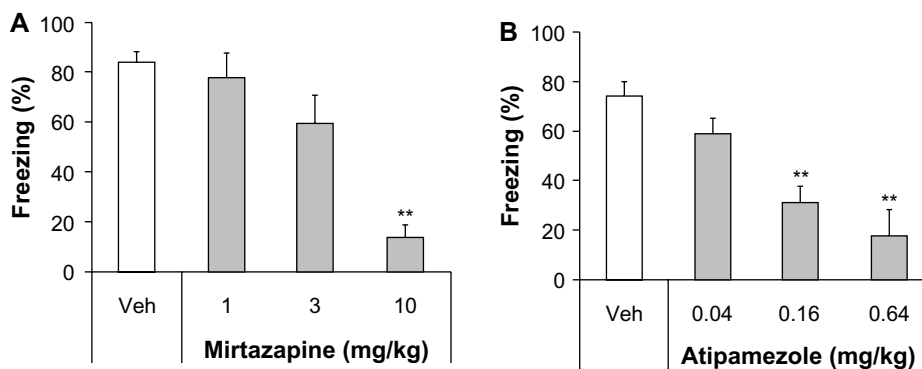 A
Freezing (%)
100
80
60
40
20
0
**
Veh 1 3 10
Mirtazapine (mg/kg)
B
Freezing (%)
100
80
60
40
20
0
** **
Veh 0.04 0.16 0.64
Atipamezole (mg/kg)